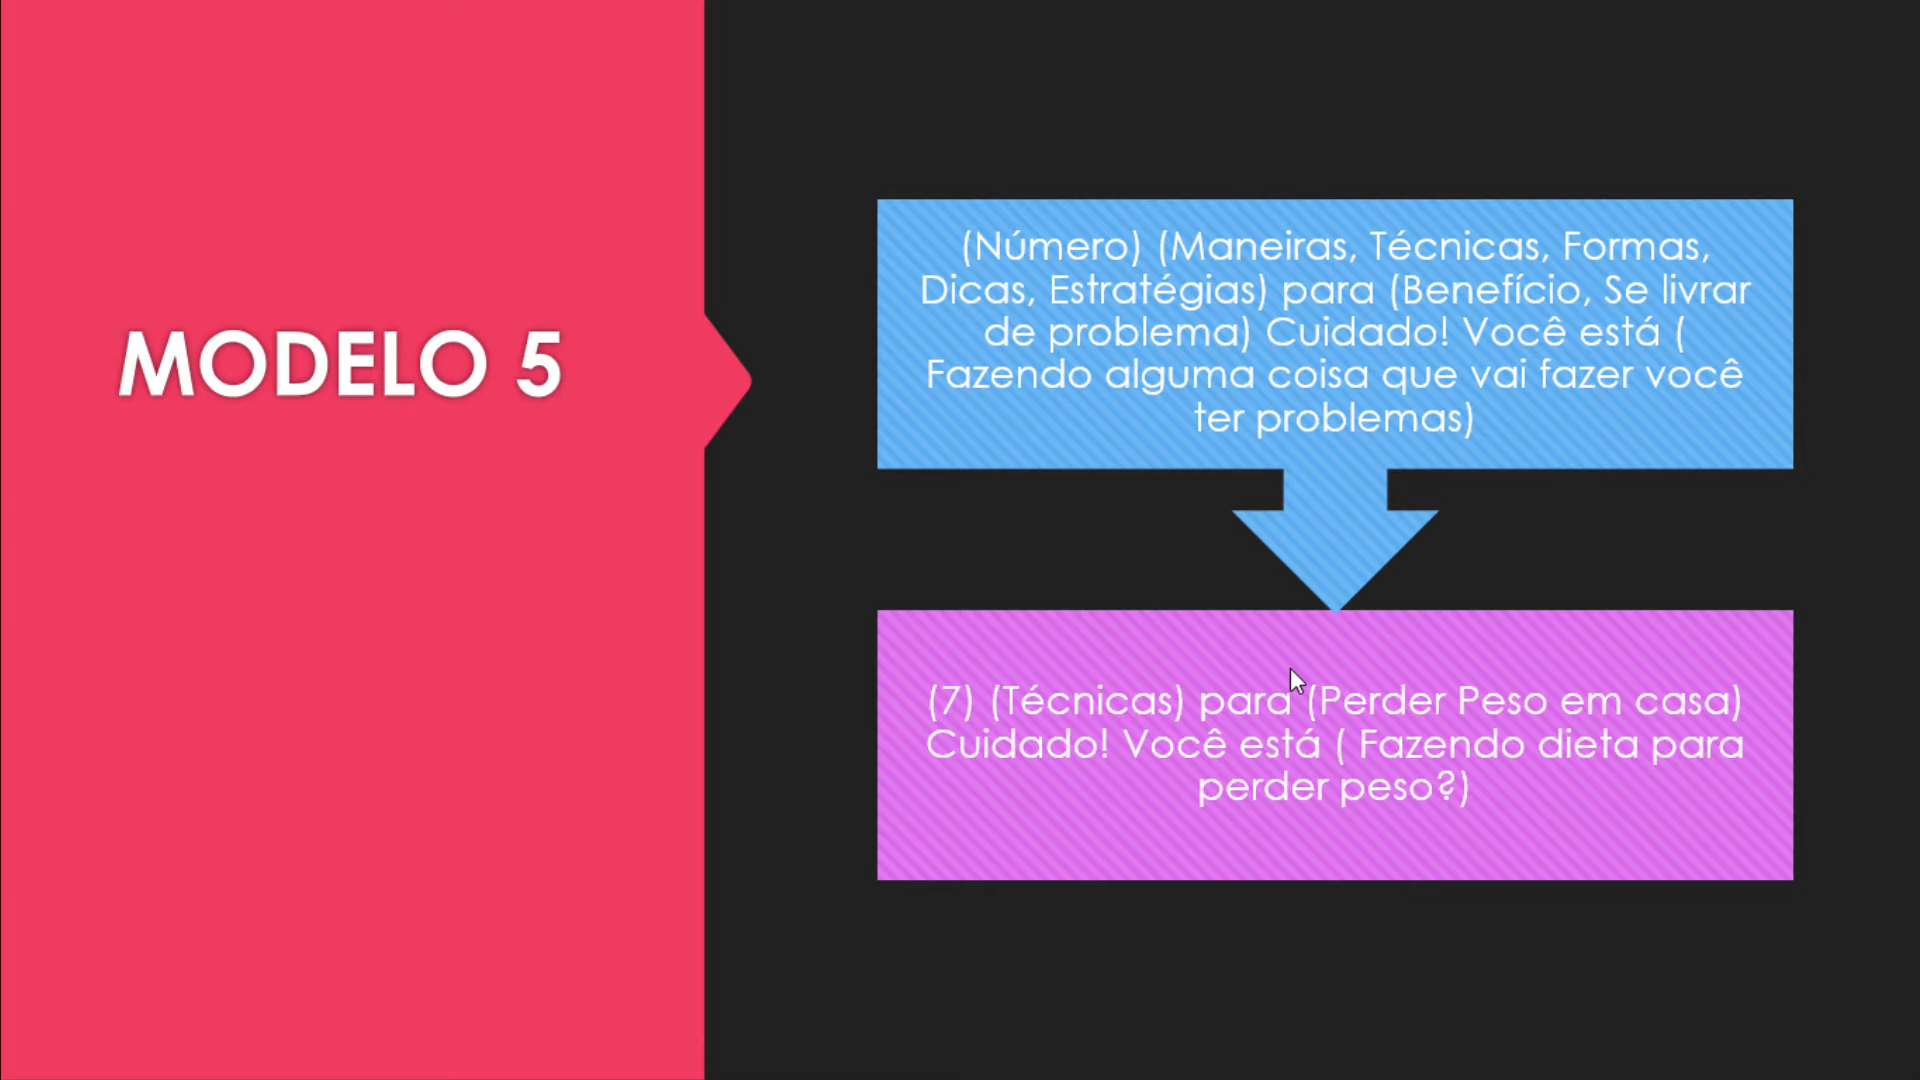 MODELO 5
(Número) (Maneiras, Técnicas, Formas,
Dicas, Estratégias) para (Benefício, Se livrar
de problema) Cuidado! Você está (
Fazendo alguma coisa que vai fazer você
ter problemas)
(7) (Técnicas) para (Perder Peso em casa)
Cuidado! Você está ( Fazendo dieta para
perder peso?)